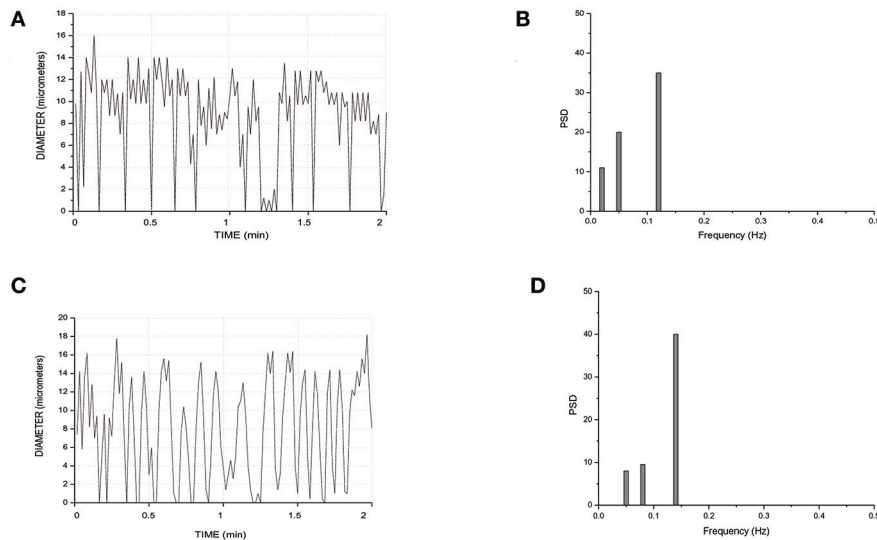 A
DIAMETER (micrometers)
18
16
14
12
10
8
6
4
2
0
0 0.5 1 1.5 2
TIME (min)
B
PSD
50
40
30
20
10
0
0.0 0.1 0.2 0.3 0.4 0.5
Frequency (Hz)
C
DIAMETER (micrometers)
20
18
16
14
12
10
8
6
4
2
0
0 0.5 1 1.5 2
TIME (min)
D
PSD
50
40
30
20
10
0
0.0 0.1 0.2 0.3 0.4 0.5
Frequency (Hz)